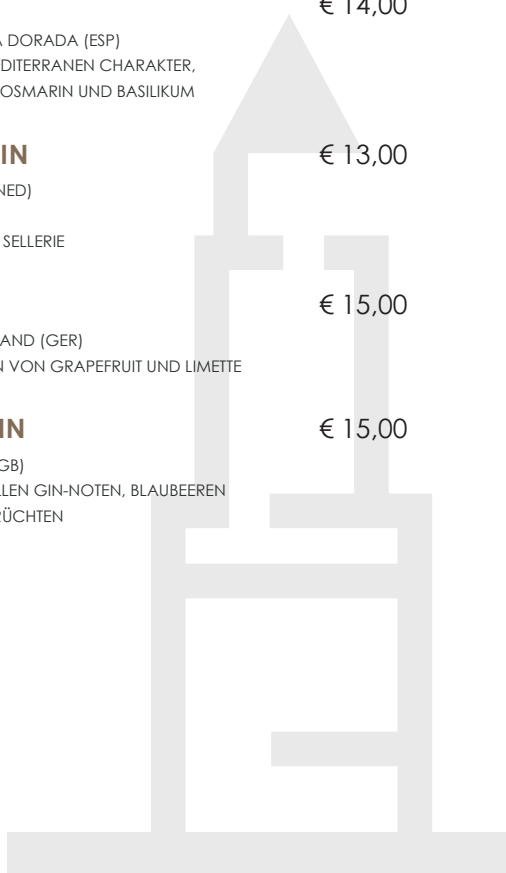 € 14,00
A DORADA (ESP)
DITERRANEN CHARAKTER,
OSMARIN UND BASILIKUM
IN € 13,00
NED)
SELLERIE
€ 15,00
AND (GER)
N VON GRAPEFRUIT UND LIMETTE
IN € 15,00
GB)
LLEN GIN-NOTEN, BLAUBEEREN
RÜCHTEN